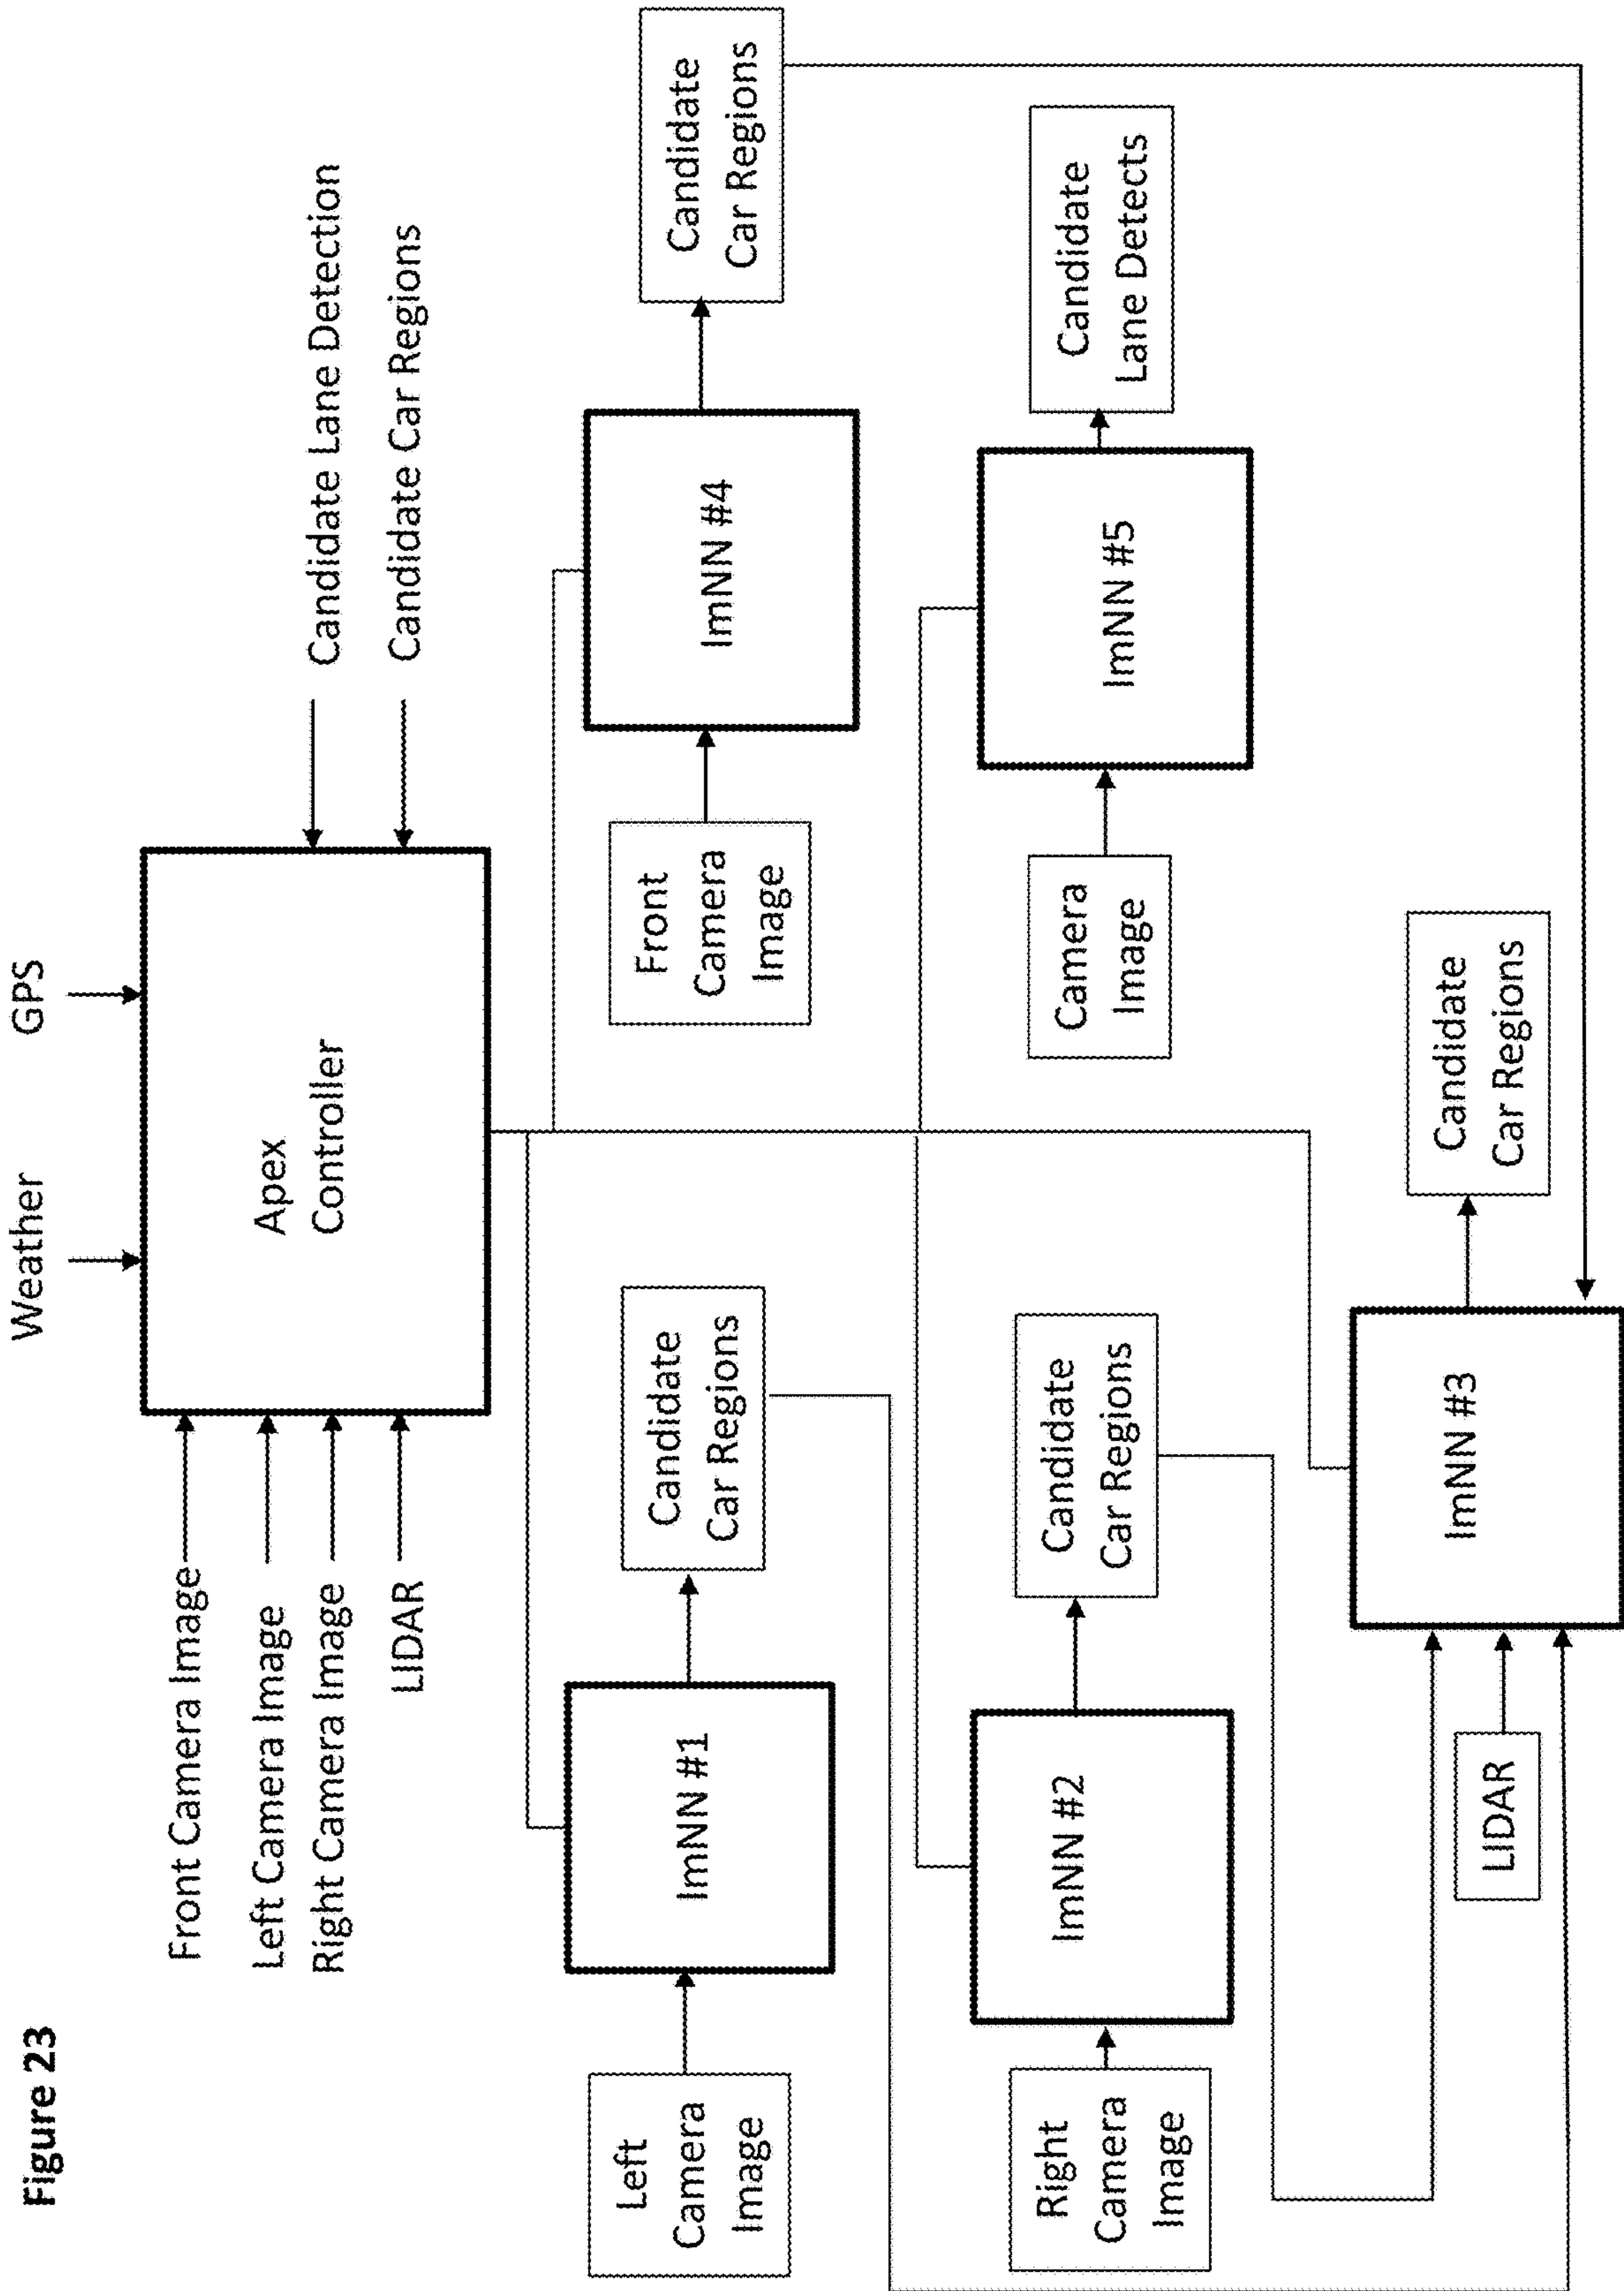 Figure 23
Weather
GPS
Front Camera Image
Left Camera Image
Right Camera Image
LIDAR
Apex
Controller
Candidate Lane Detection
Candidate Car Regions
Left
Camera
Image
ImNN #1
Candidate
Car Regions
Front
Camera
Image
ImNN #4
Candidate
Car Regions
Right
Camera
Image
ImNN #2
Candidate
Car Regions
Camera
Image
ImNN #5
Candidate
Lane Detects
LIDAR
ImNN #3
Candidate
Car Regions